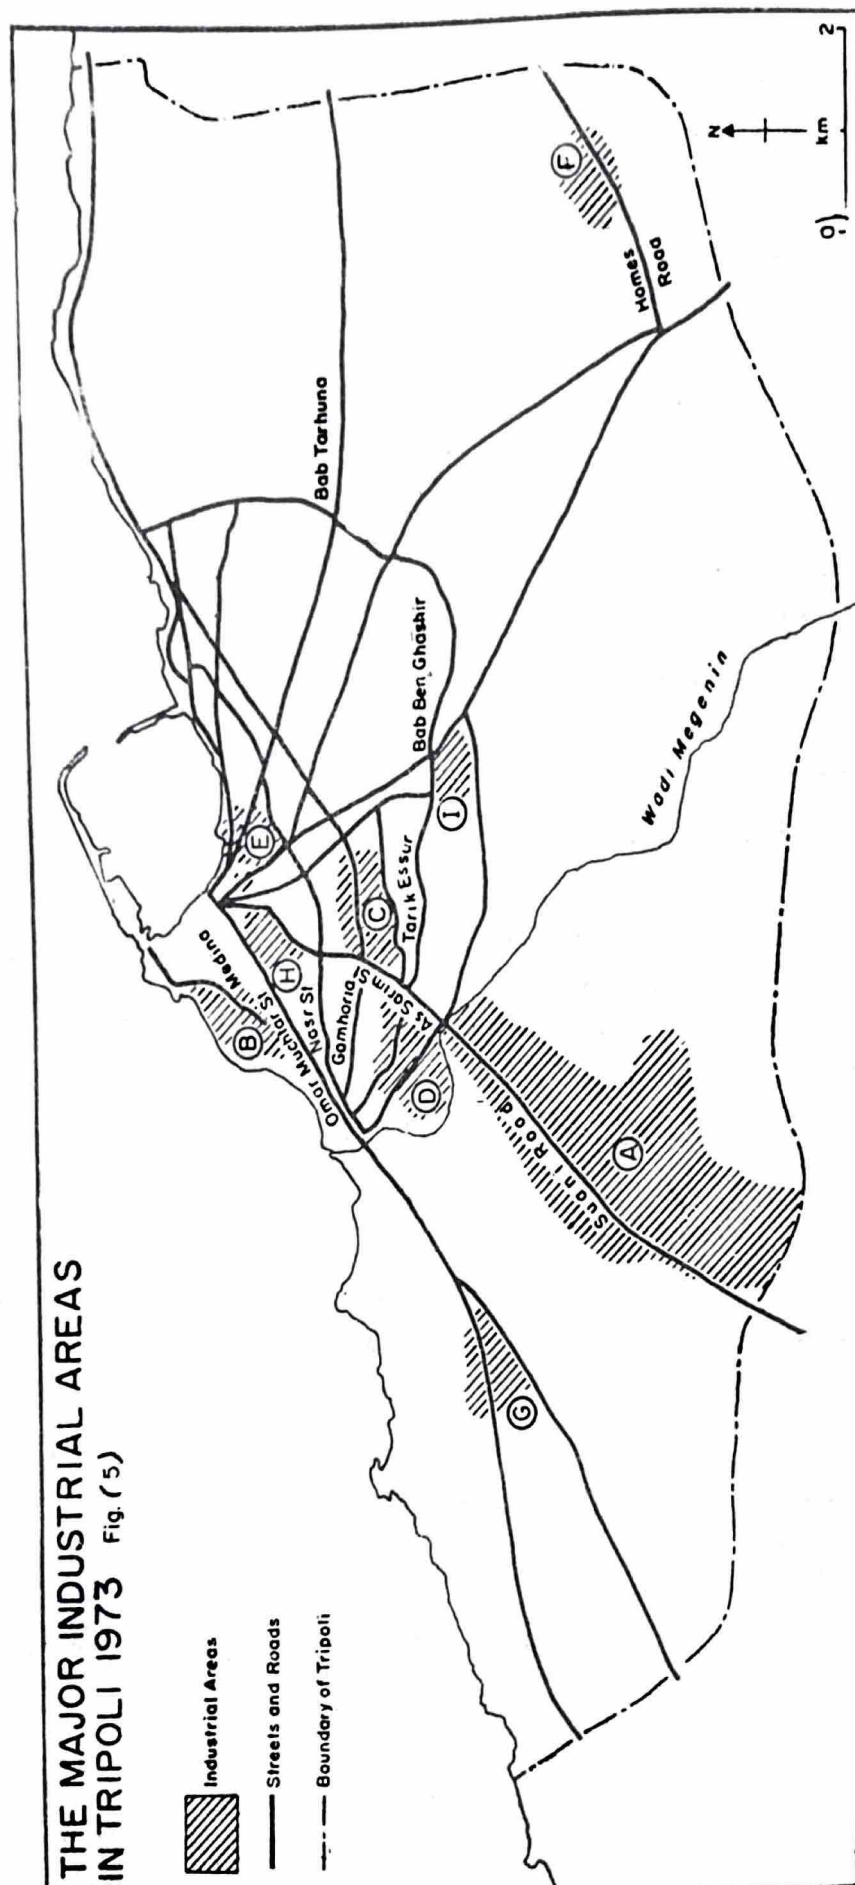 THE MAJOR INDUSTRIAL AREAS
IN TRIPOLI 1973 Fig. (5)
Industrial Areas
Streets and Roads
Boundary of Tripoli
G
A
Suani Road
D
B
Omar Muchtar St
Medina
H
Nasr St
Gamhoria
As Sarim St
C
Tarik Essur
E
I
Bab Ben Ghashir
Bab Tarhuna
Wadi Megenin
Homes
Road
F
N
km
0
2